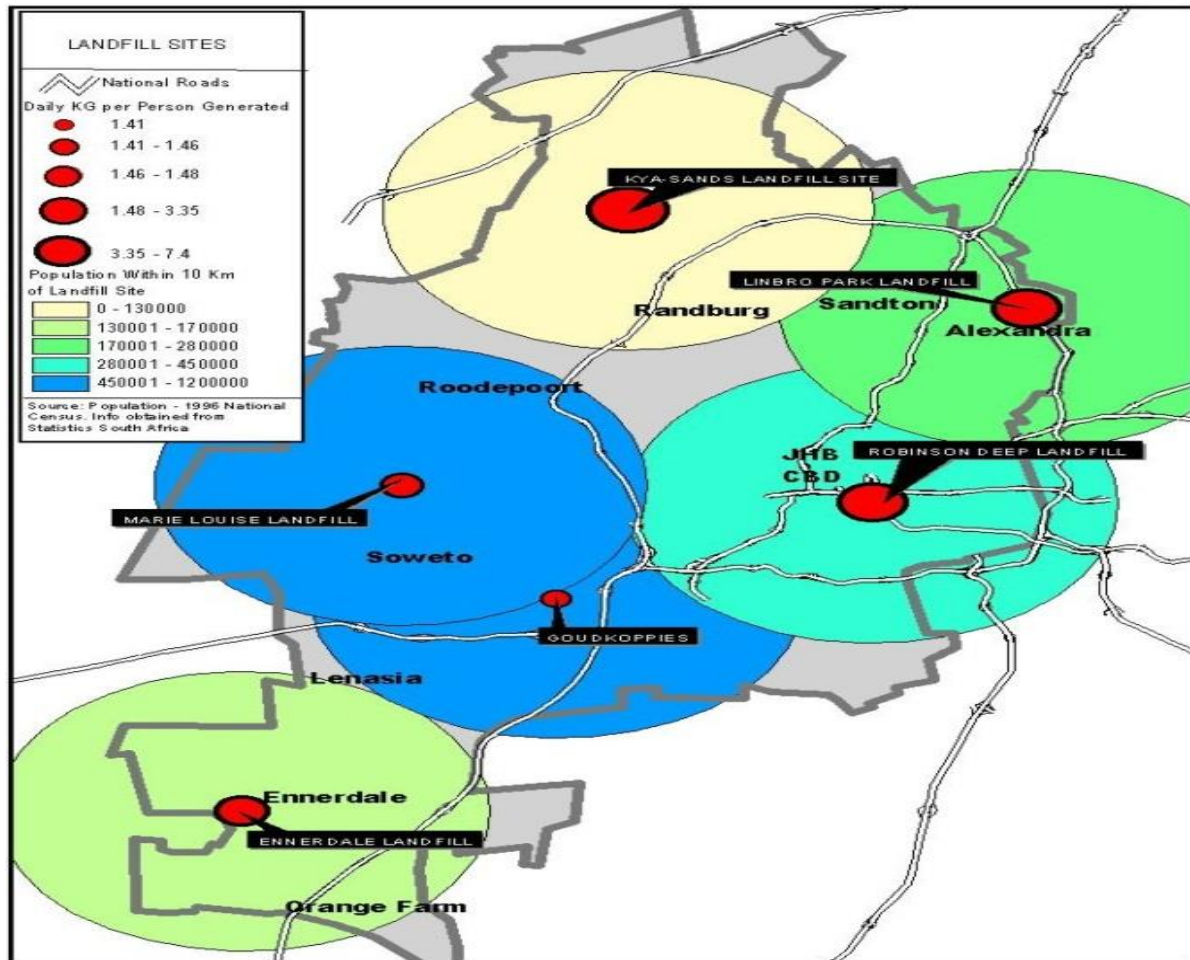 LANDFILL SITES
National Roads
Daily KG per Person Generated
1.41
1.41 - 1.46
1.46 - 1.48
1.48 - 3.35
3.35 - 7.4
Population Within 10 Km
of Landfill Site
0 - 130000
130001 - 170000
170001 - 280000
280001 - 450000
450001 - 1200000
Source: Population - 1996 National
Census. Info obtained from
Statistics South Africa
KYA-SANDS LANDFILL SITE
LINBRO PARK LANDFILL
Sandton
Randburg
Alexandra
Roodepoort
JHB
CBD
ROBINSON DEEP LANDFILL
MARIE LOUISE LANDFILL
Soweto
GOUDKOPPIES
Lenasia
Ennerdale
ENNERDALE LANDFILL
Orange Farm